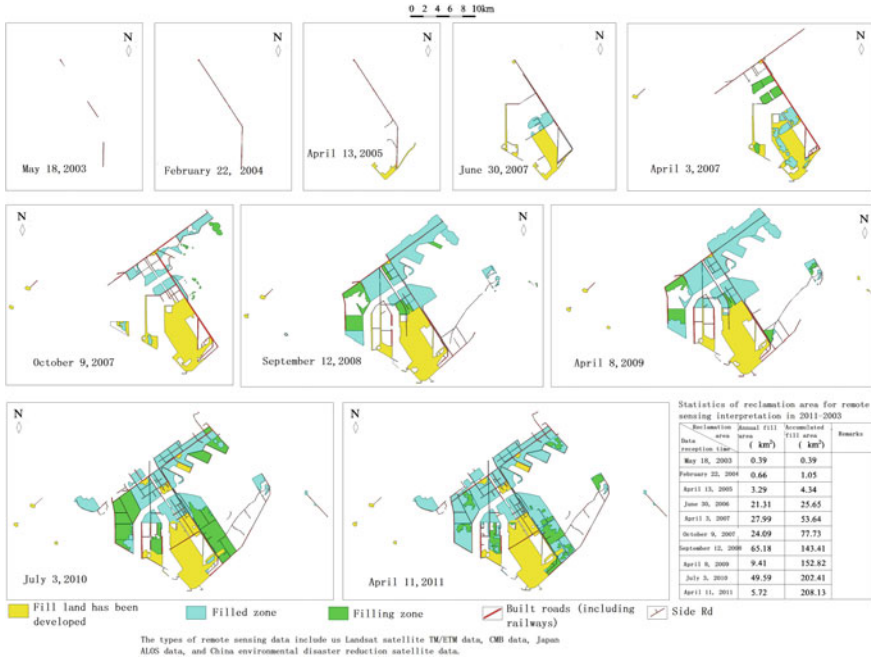 0 2 4 6 8 10km
N
N
N
N
N
May 18,2003
February 22, 2004
April 13,2005
June 30,2007
April 3,2007
N
N
N
October 9,2007
September 12,2008
April 8,2009
N
N
July 3,2010
April 11,2011
Statistics of reclamation area for remote
sensing interpretation in 2011-2003
Reclamation area
Data reception time
Annual fill area ( km²)
Accumulated fill area ( km²)
Remarks
May 18, 2003 0.39 0.39
February 22, 2004 0.66 1.05
April 13, 2005 3.29 4.34
June 30, 2006 21.31 25.65
April 3, 2007 27.99 53.64
October 9, 2007 24.09 77.73
September 12, 2008 65.18 143.41
April 8, 2009 9.41 152.82
July 3, 2010 49.59 202.41
April 11, 2011 5.72 208.13
Fill land has been
developed
Filled zone
Filling zone
Built roads (including
railways)
Side Rd
The types of remote sensing data include us Landsat satellite TM/ETM data, CMB data, Japan
ALOS data, and China environmental disaster reduction satellite data.